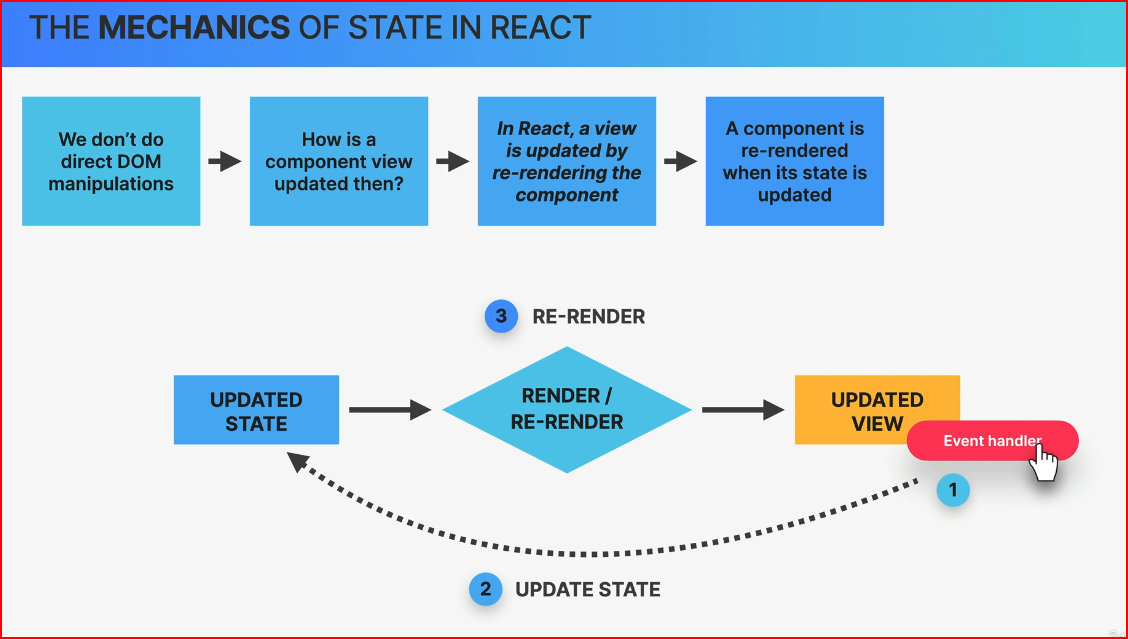 THE MECHANICS OF STATE IN REACT
We don't do
direct DOM
manipulations
How is a
component view
updated then?
In React, a view
is updated by
re-rendering the
component
A component is
re-rendered
when its state is
updated
3 RE-RENDER
UPDATED
STATE
RENDER /
RE-RENDER
UPDATED
VIEW
Event handler
1
2 UPDATE STATE